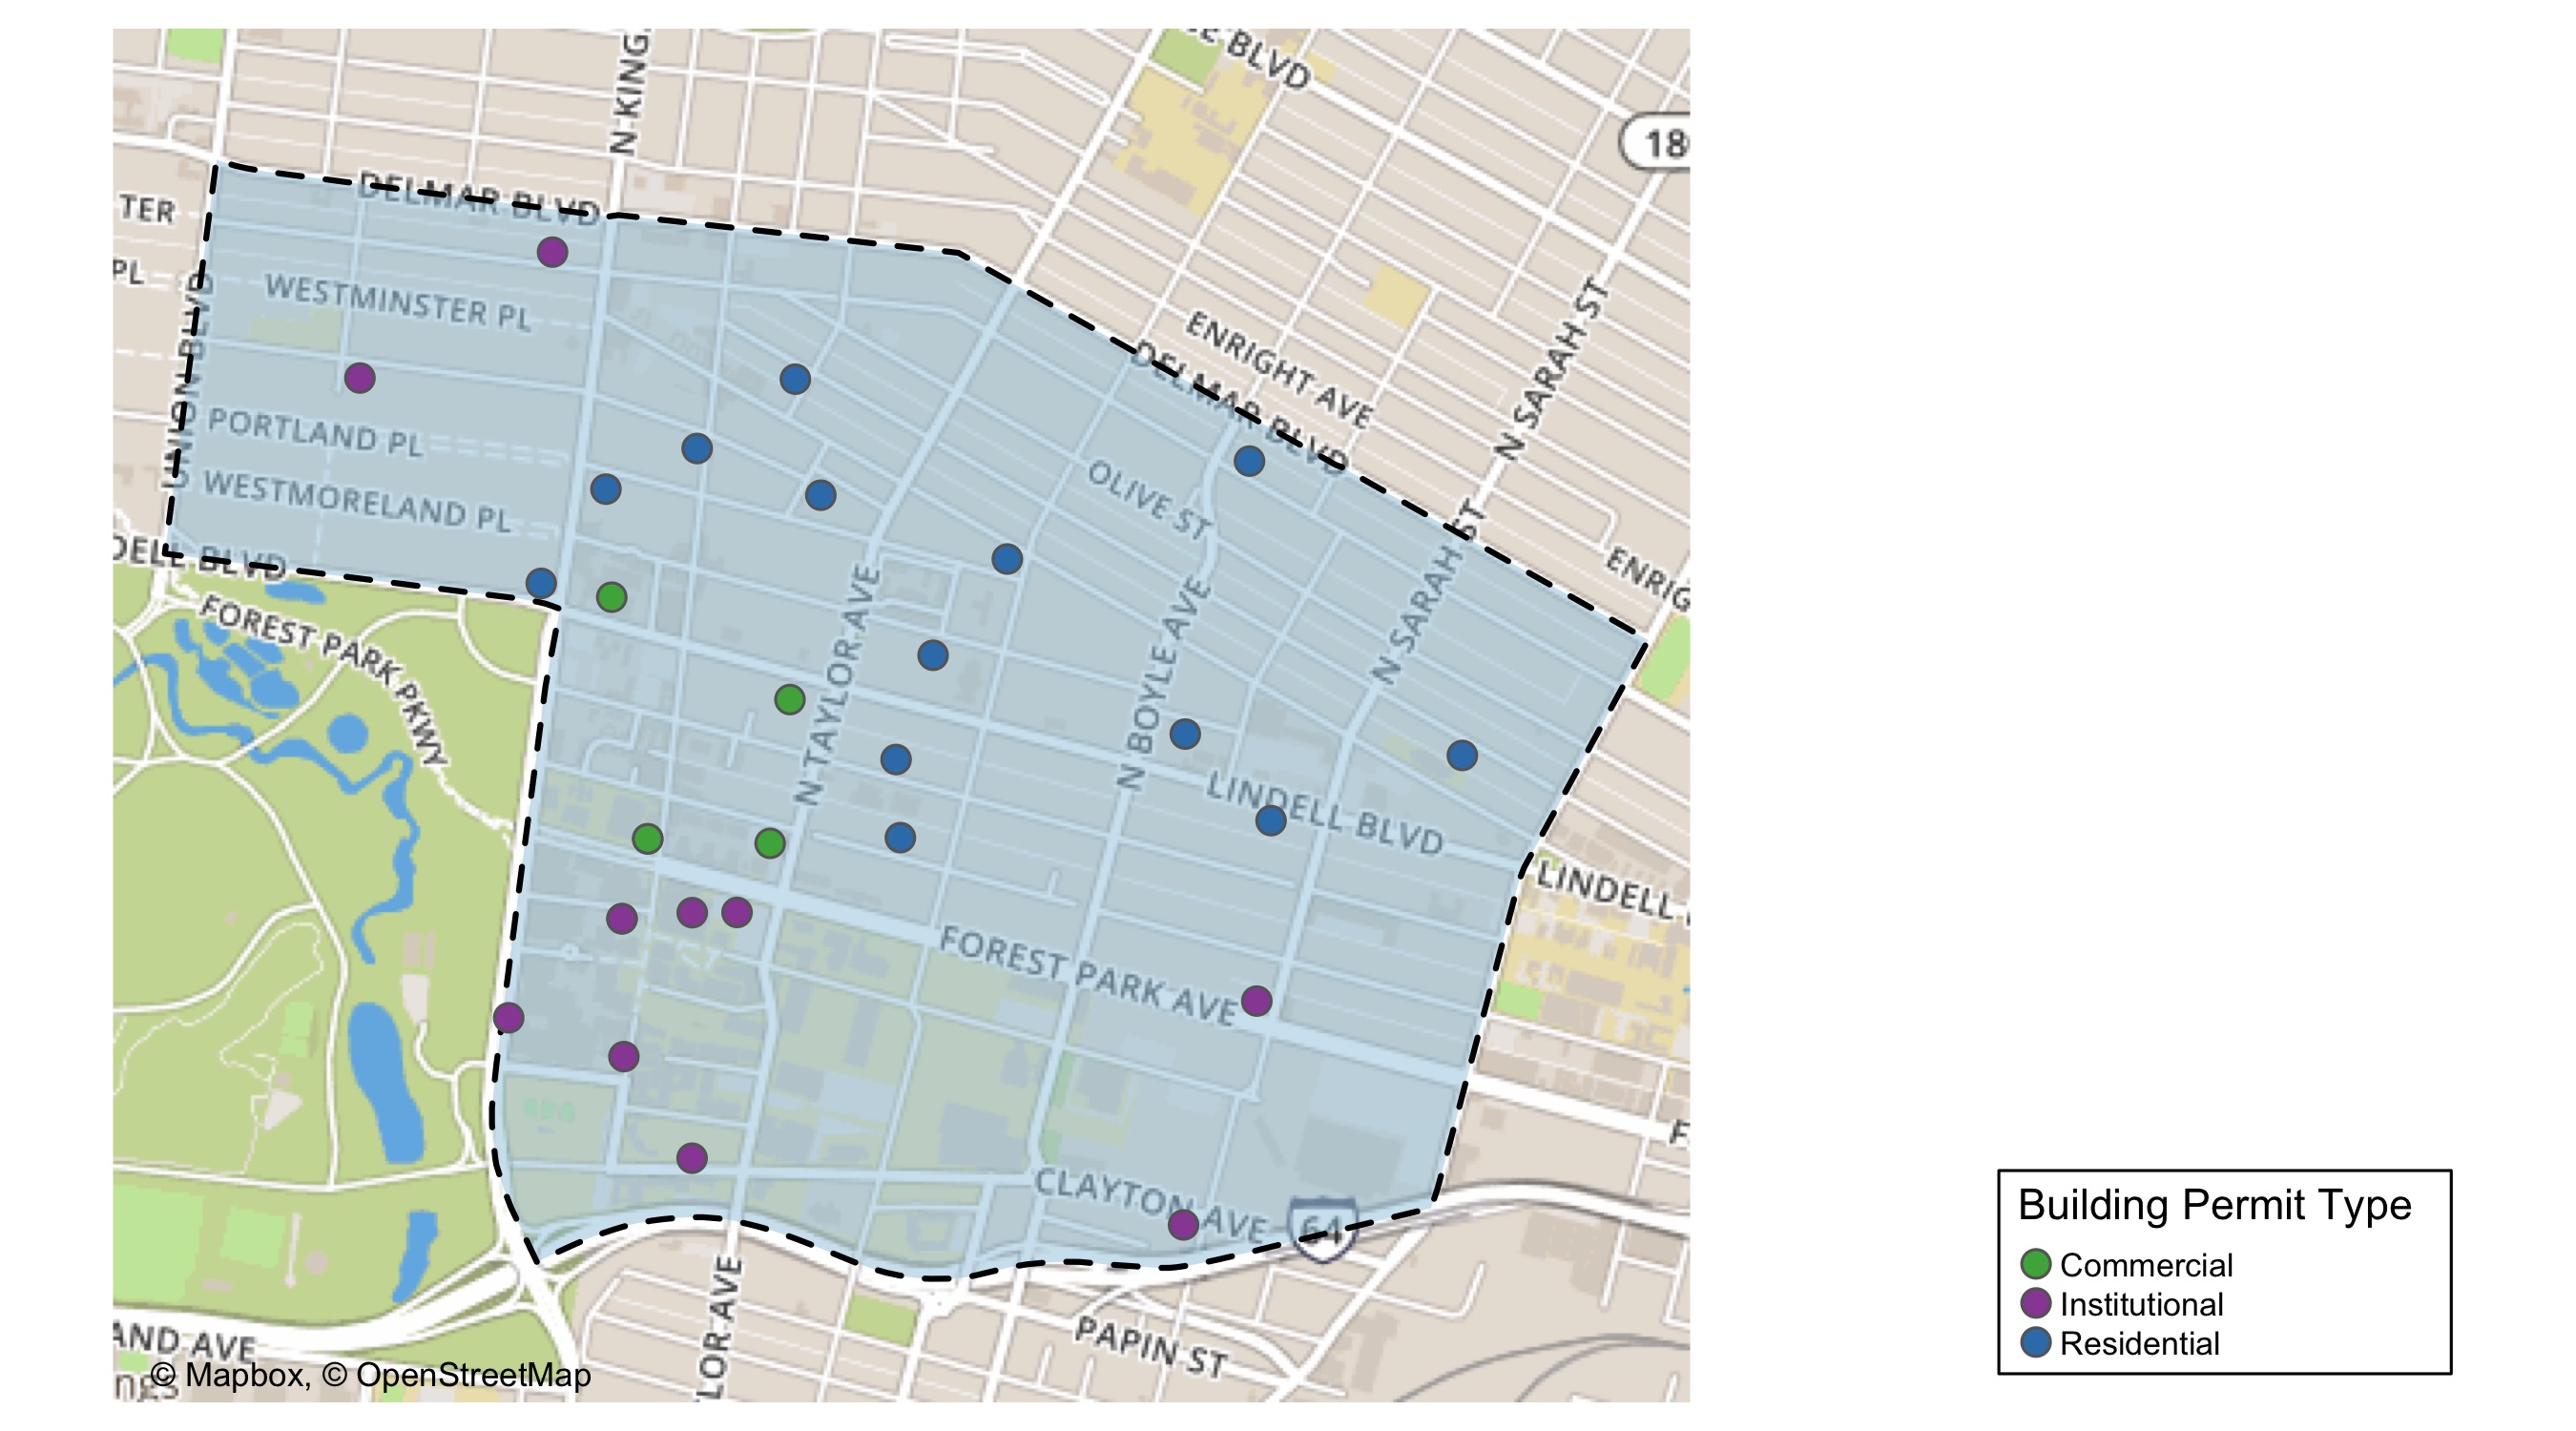 BLVD
N KING
18
DELMAR BLVD
TER
PL
WESTMINSTER PL
UNION BLVD
ENRIGHT AVE
N SARAH ST
DELMAR BLVD
PORTLAND PL
WESTMORELAND PL
OLIVE ST
DELL BLVD
ENRIG
FOREST PARK PKWY
N TAYLOR AVE
N BOYLE AVE
N SARAH ST
LINDELL BLVD
LINDELL
FOREST PARK AVE
F
CLAYTON AVE
64
LOR AVE
PAPIN ST
AND AVE
© Mapbox, © OpenStreetMap
Building Permit Type
Commercial
Institutional
Residential